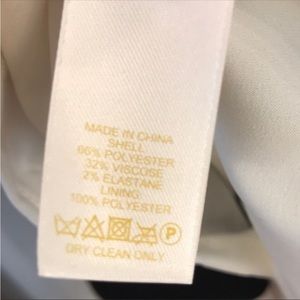 MADE IN CHINA
SHELL:
66% POLYESTER
32% VISCOSE
2% ELASTANE
LINING:
100% POLYESTER
P
DRY CLEAN ONLY